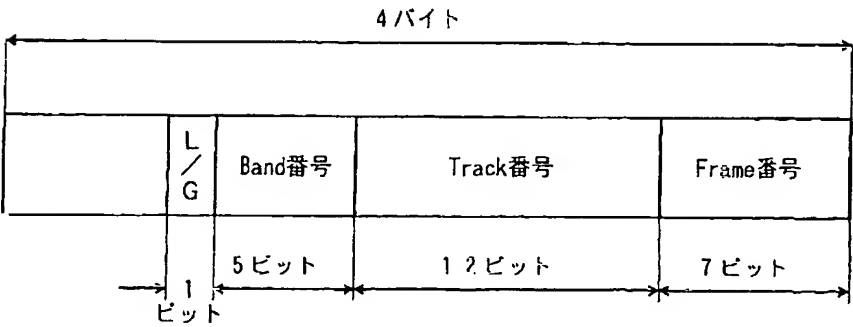 4バイト
L/G
Band番号
Track番号
Frame番号
1ビット
5ビット
12ビット
7ビット